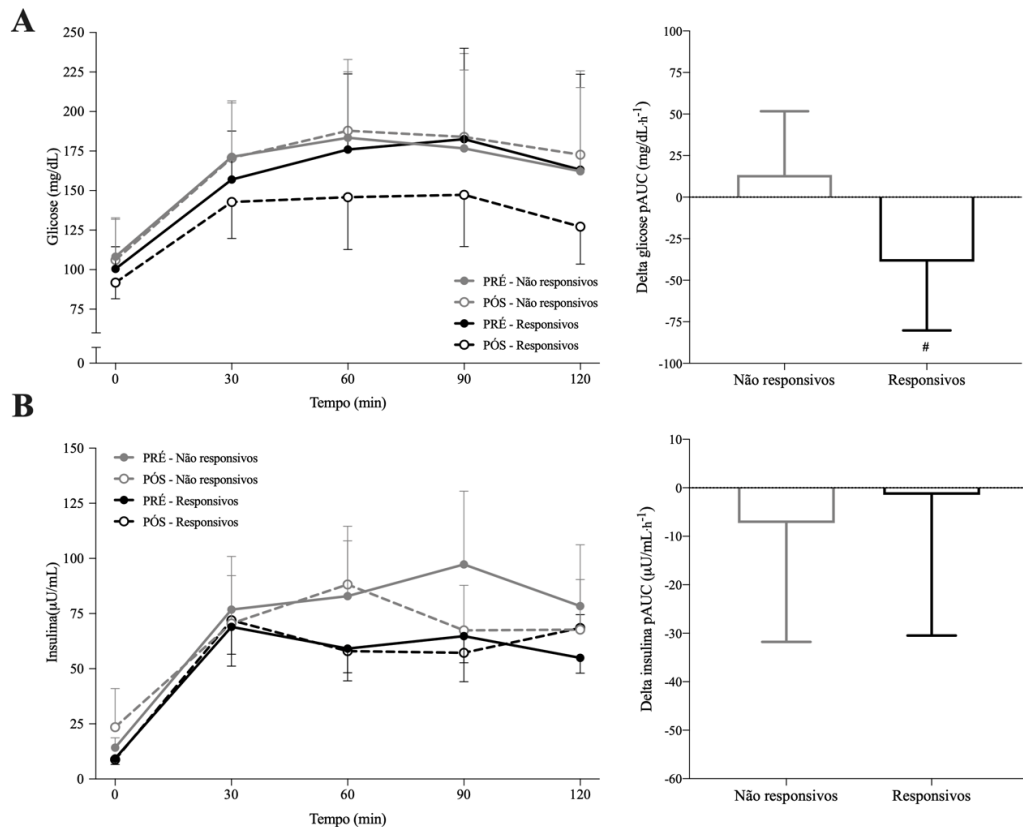 A
Glicose (mg/dL)
250
225
200
175
150
125
100
75
0
0 30 60 90 120
Tempo (min)
PRÉ - Não responsivos
PÓS - Não responsivos
PRÉ - Responsivos
PÓS - Responsivos
Delta glicose pAUC (mg/dL·h⁻¹)
100
75
50
25
0
-25
-50
-75
-100
#
Não responsivos Responsivos
B
Insulina(µU/mL)
150
125
100
75
50
25
0
0 30 60 90 120
Tempo (min)
PRÉ - Não responsivos
PÓS - Não responsivos
PRÉ - Responsivos
PÓS - Responsivos
Delta insulina pAUC (µU/mL·h⁻¹)
10
0
-10
-20
-30
-40
-50
-60
Não responsivos Responsivos